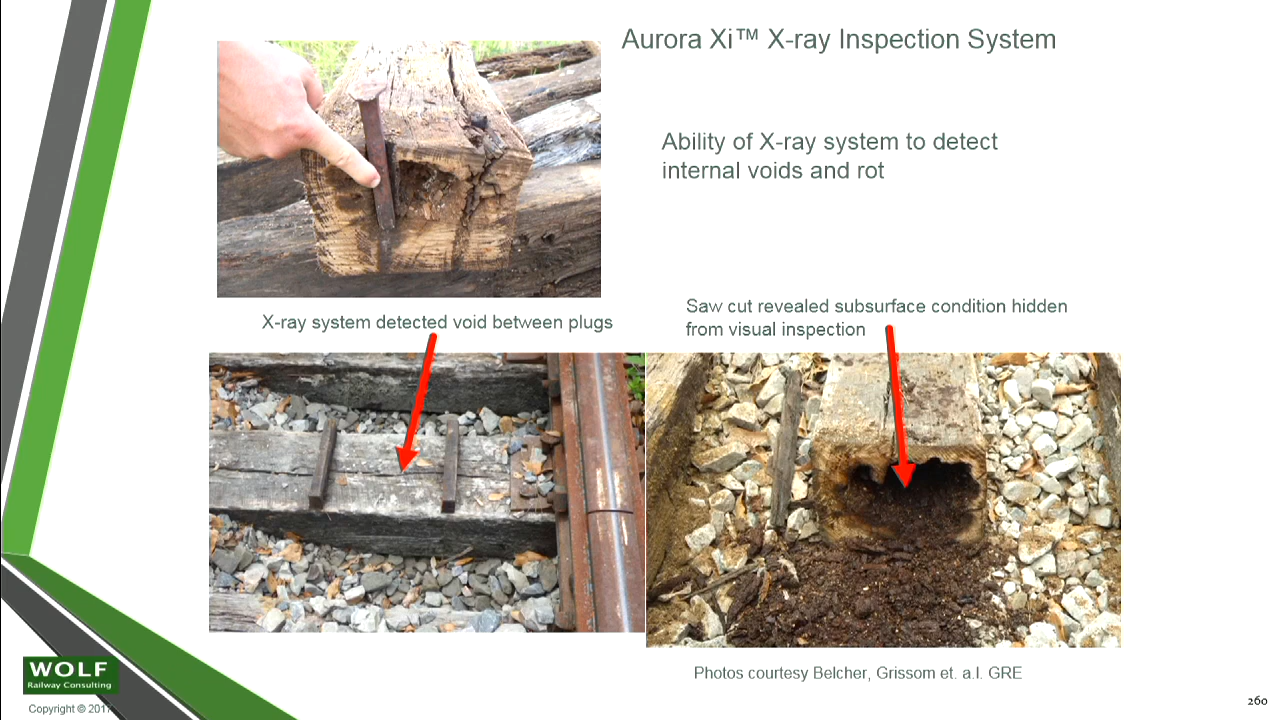 Aurora Xi™ X-ray Inspection System
Ability of X-ray system to detect
internal voids and rot
X-ray system detected void between plugs
Saw cut revealed subsurface condition hidden
from visual inspection
Photos courtesy Belcher, Grissom et. a.l. GRE
WOLF
Railway Consulting
Copyright ©
260